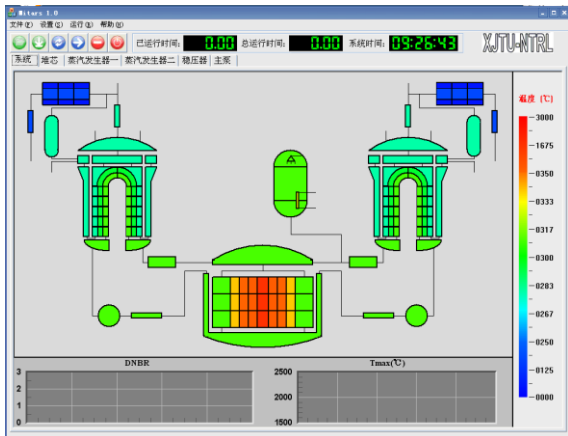 Miters 1.0
文件(F) 设置(S) 运行(R) 帮助(H)
已运行时间: 0.00 总运行时间: 0.00 系统时间: 09:26:43 XJTU-NTRL
系统 堆芯 蒸汽发生器一 蒸汽发生器二 稳压器 主泵
温度 (℃)
3000
1675
0350
0333
0317
0300
0283
0267
0250
0125
0000
DNBR
3
2
1
0
Tmax(℃)
2500
2000
1500